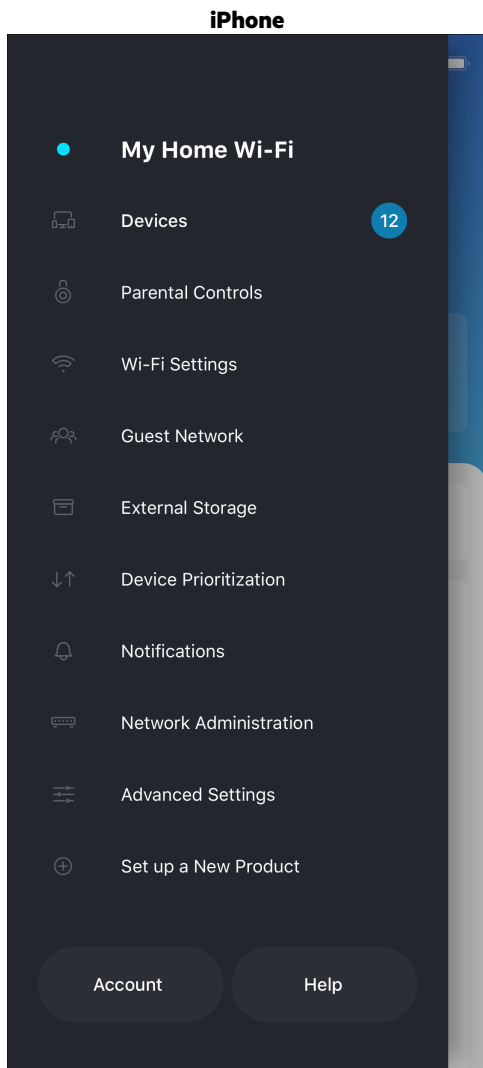 iPhone
My Home Wi-Fi
Devices 12
Parental Controls
Wi-Fi Settings
Guest Network
External Storage
Device Prioritization
Notifications
Network Administration
Advanced Settings
Set up a New Product
Account Help